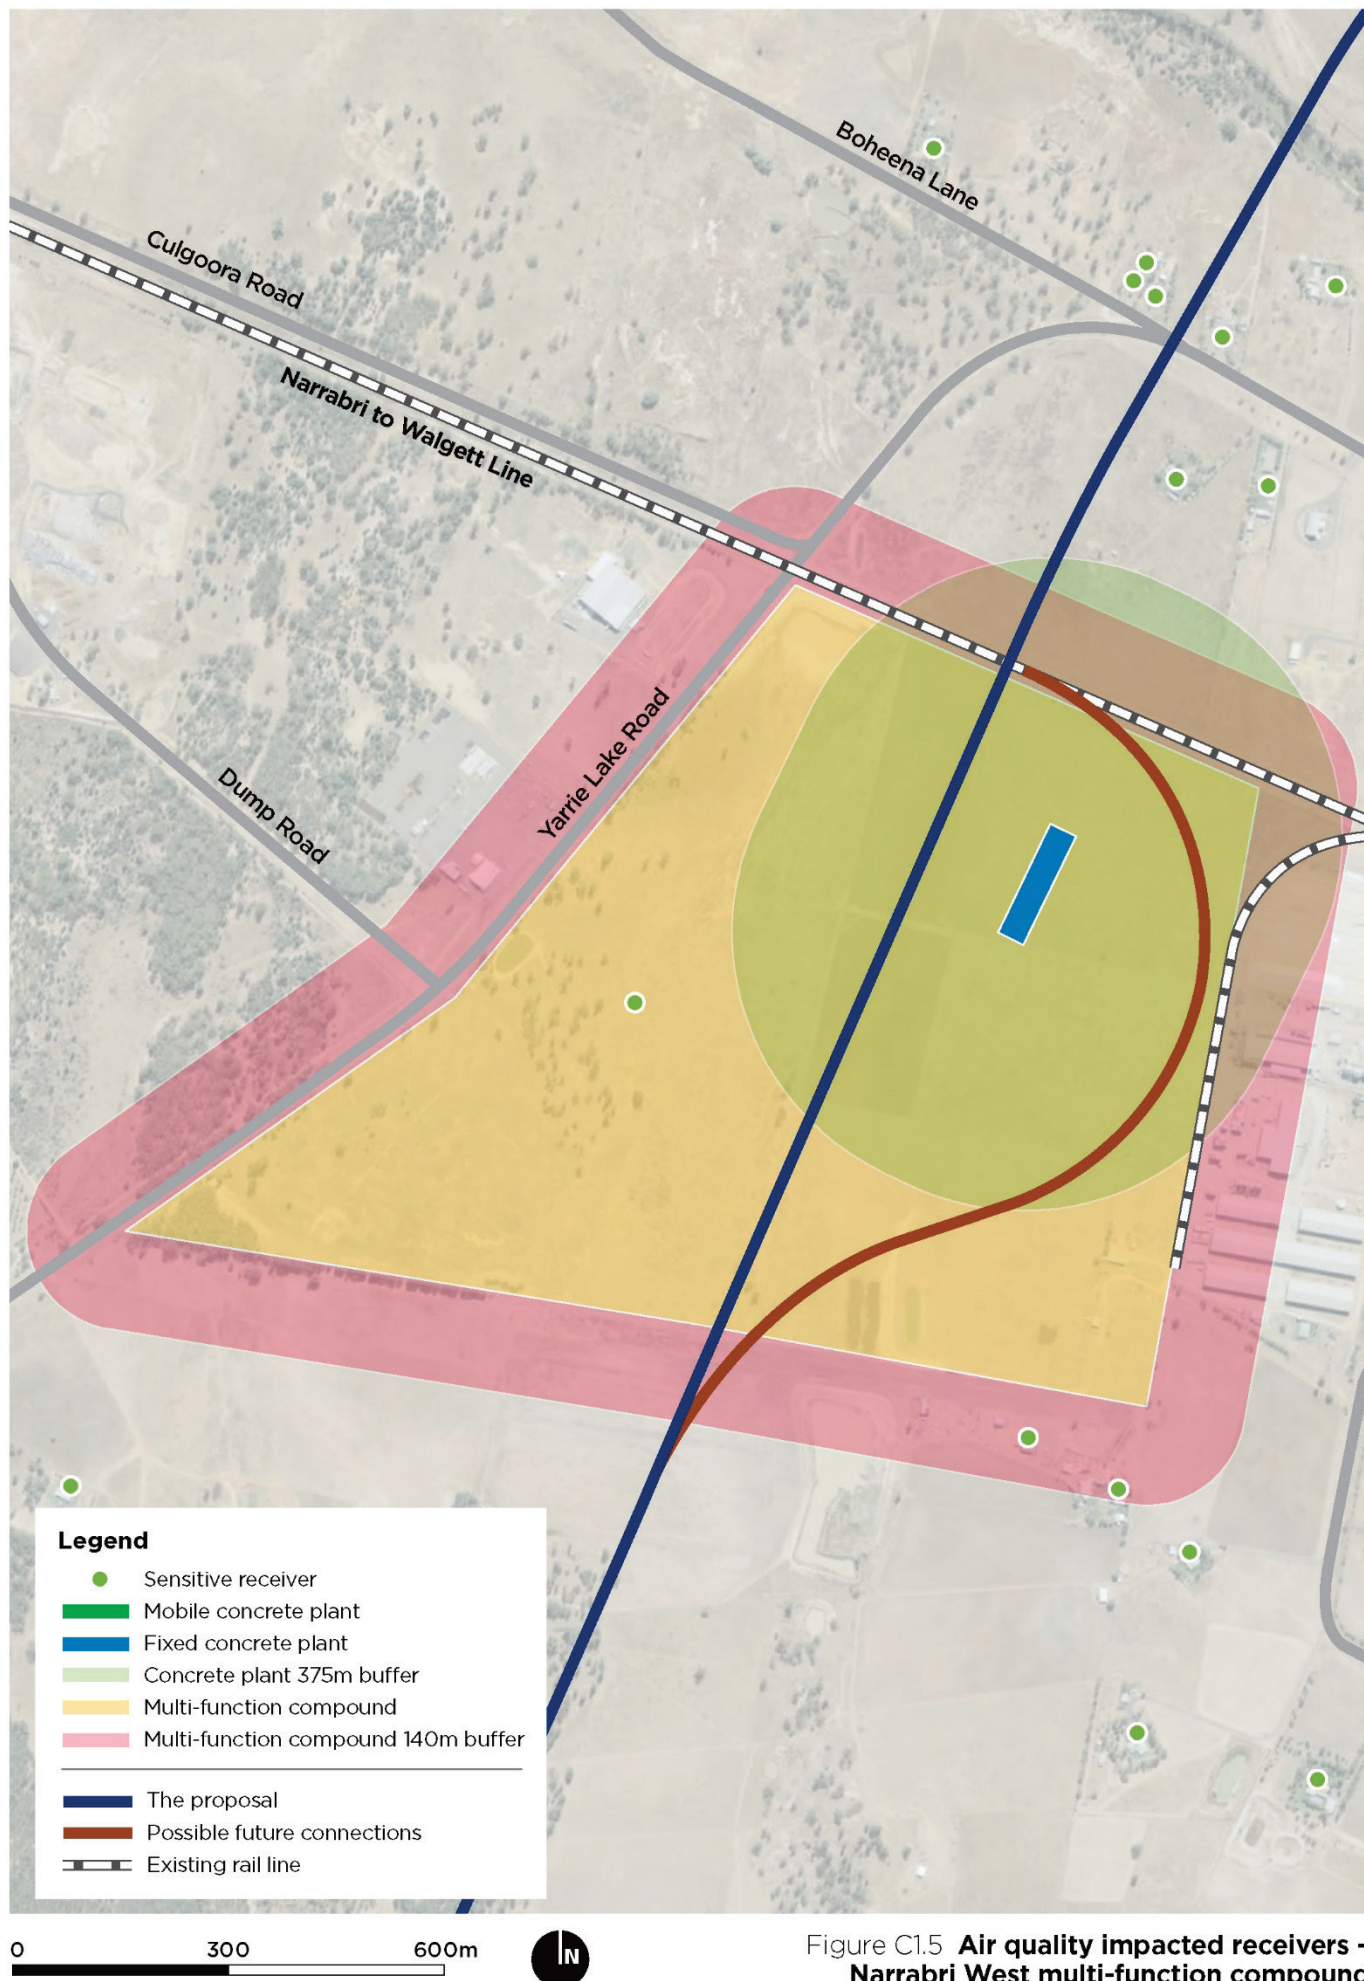 Boheena Lane
Culgoora Road
Narrabri to Walgett Line
Yarrie Lake Road
Dump Road
Legend
Sensitive receiver
Mobile concrete plant
Fixed concrete plant
Concrete plant 375m buffer
Multi-function compound
Multi-function compound 140m buffer
The proposal
Possible future connections
Existing rail line
0 300 600m
N
Figure C1.5 Air quality impacted receivers -
Narrabri West multi-function compound